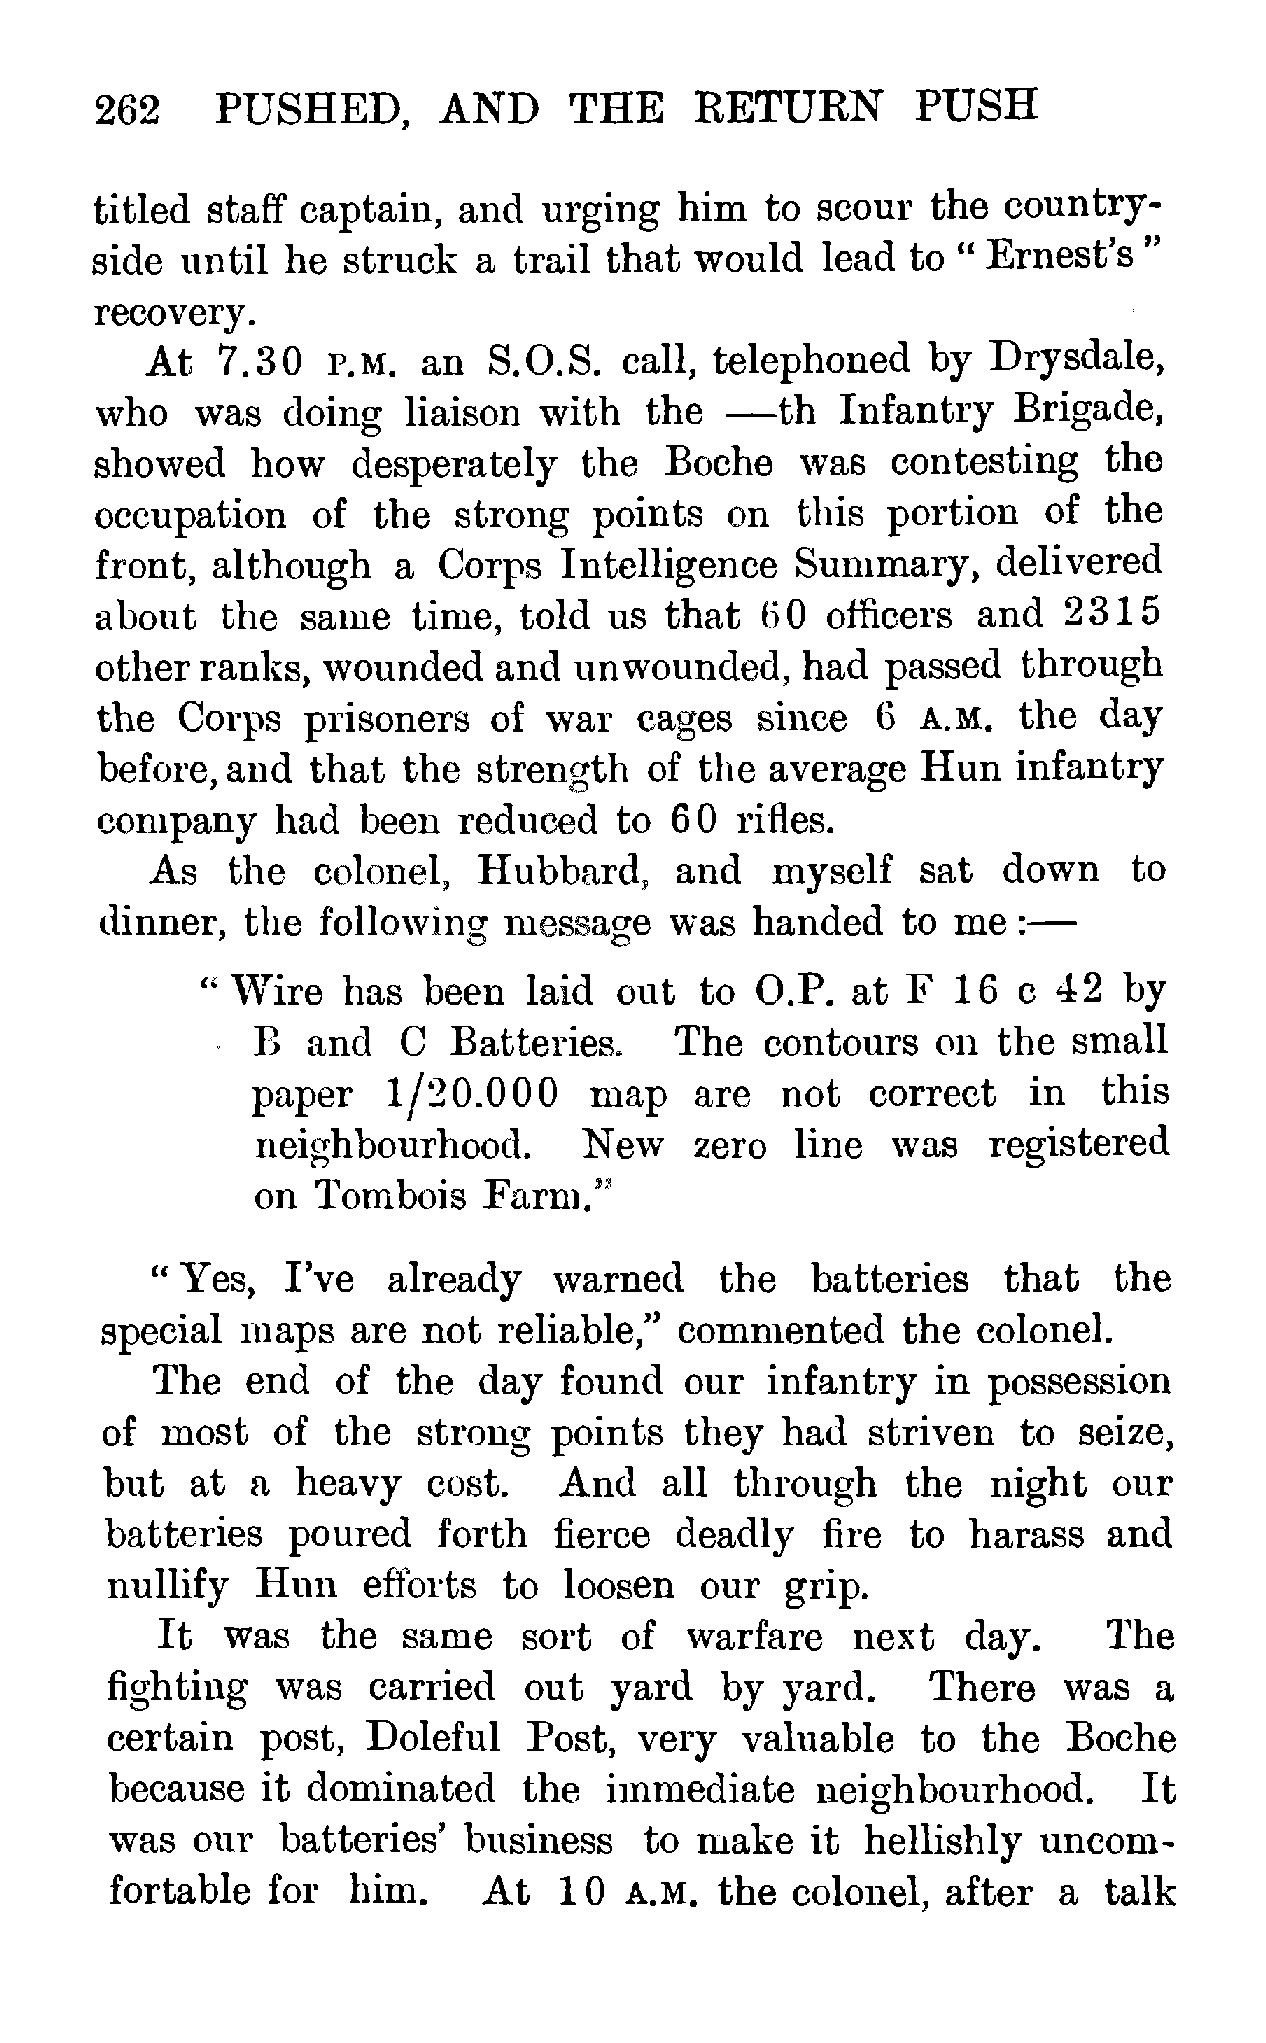 262 PUSHED, AND THE RETURN PUSH
titled staff captain, and urging him to scour the country-
side until he struck a trail that would lead to “ Ernest’s ”
recovery.
At 7.30 P.M. an S.O.S. call, telephoned by Drysdale,
who was doing liaison with the —th Infantry Brigade,
showed how desperately the Boche was contesting the
occupation of the strong points on this portion of the
front, although a Corps Intelligence Summary, delivered
about the same time, told us that 60 officers and 2315
other ranks, wounded and unwounded, had passed through
the Corps prisoners of war cages since 6 A.M. the day
before, and that the strength of the average Hun infantry
company had been reduced to 60 rifles.
As the colonel, Hubbard, and myself sat down to
dinner, the following message was handed to me :—
“ Wire has been laid out to O.P. at F 16 c 42 by
B and C Batteries. The contours on the small
paper 1/20.000 map are not correct in this
neighbourhood. New zero line was registered
on Tombois Farm.”
“ Yes, I’ve already warned the batteries that the
special maps are not reliable,” commented the colonel.
The end of the day found our infantry in possession
of most of the strong points they had striven to seize,
but at a heavy cost. And all through the night our
batteries poured forth fierce deadly fire to harass and
nullify Hun efforts to loosen our grip.
It was the same sort of warfare next day. The
fighting was carried out yard by yard. There was a
certain post, Doleful Post, very valuable to the Boche
because it dominated the immediate neighbourhood. It
was our batteries’ business to make it hellishly uncom-
fortable for him. At 10 A.M. the colonel, after a talk